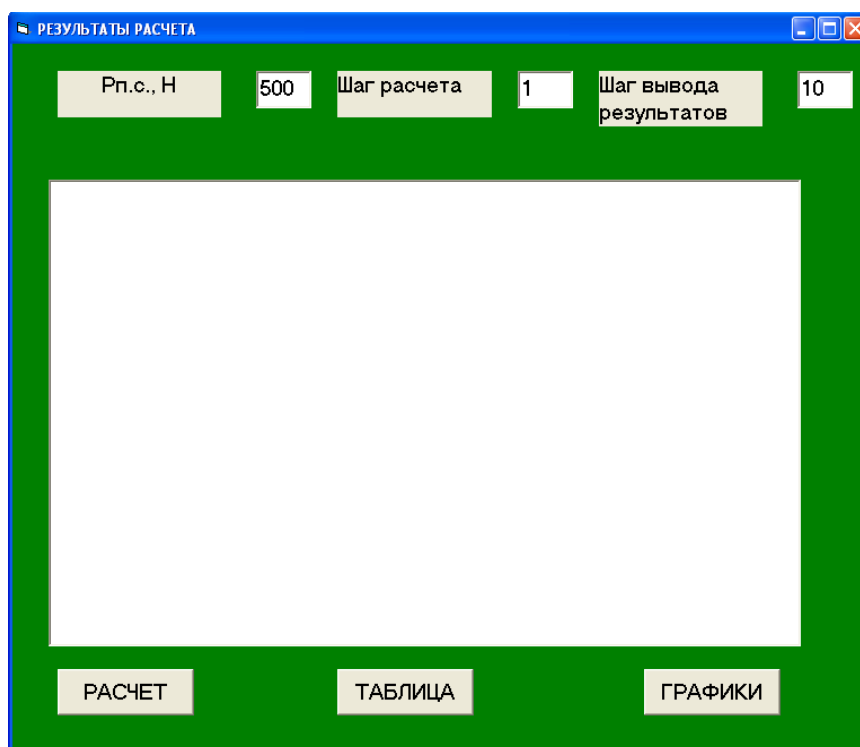 РЕЗУЛЬТАТЫ РАСЧЕТА
Рп.с., Н
500
Шаг расчета
1
Шаг вывода
результатов
10
РАСЧЕТ
ТАБЛИЦА
ГРАФИКИ